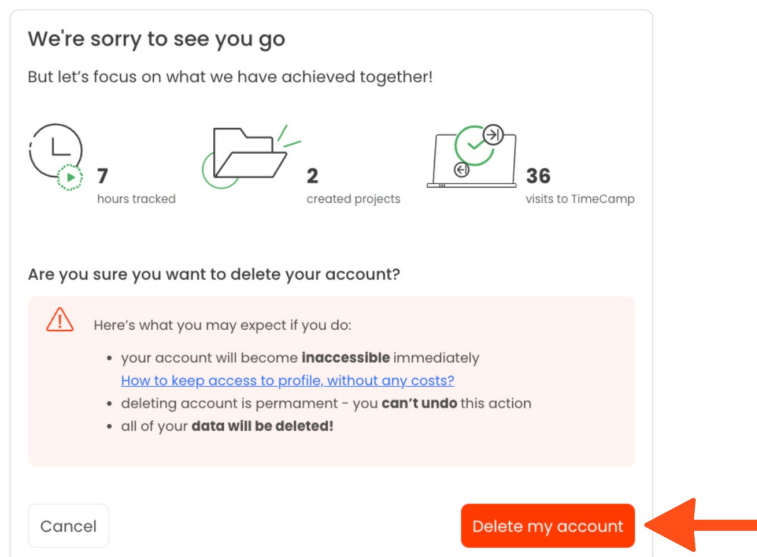 We're sorry to see you go
But let's focus on what we have achieved together!
7
hours tracked
2
created projects
36
visits to TimeCamp
Are you sure you want to delete your account?
Here's what you may expect if you do:
• your account will become inaccessible immediately
How to keep access to profile, without any costs?
• deleting account is permament - you can't undo this action
• all of your data will be deleted!
Cancel
Delete my account